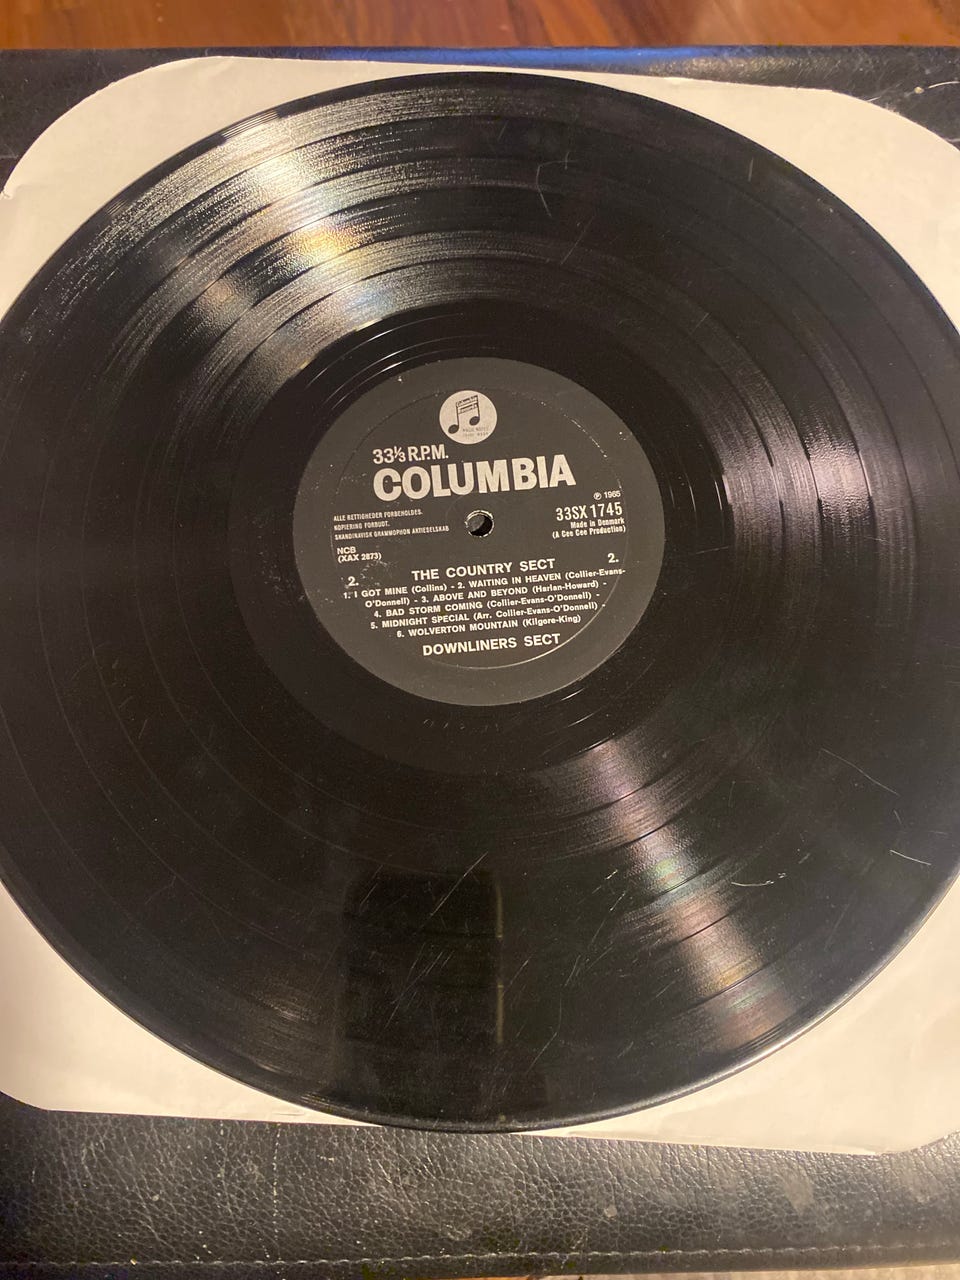 33⅓ R.P.M.
COLUMBIA
℗ 1965
33SX 1745
Made in Denmark
(A Cee Cee Production)
ALLE RETTIGHEDER FORBEHOLDES.
KOPIERING FORBUDT.
SKANDINAVISK GRAMMOPHON AKTIESELSKAB
NCB
(XAX 2873)
2.
2.
THE COUNTRY SECT
1. I GOT MINE (Collins) - 2. WAITING IN HEAVEN (Collier-Evans-
O'Donnell) - 3. ABOVE AND BEYOND (Harlan-Howard) -
4. BAD STORM COMING (Collier-Evans-O'Donnell) -
5. MIDNIGHT SPECIAL (Arr. Collier-Evans-O'Donnell) -
6. WOLVERTON MOUNTAIN (Kilgore-King)
DOWNLINERS SECT